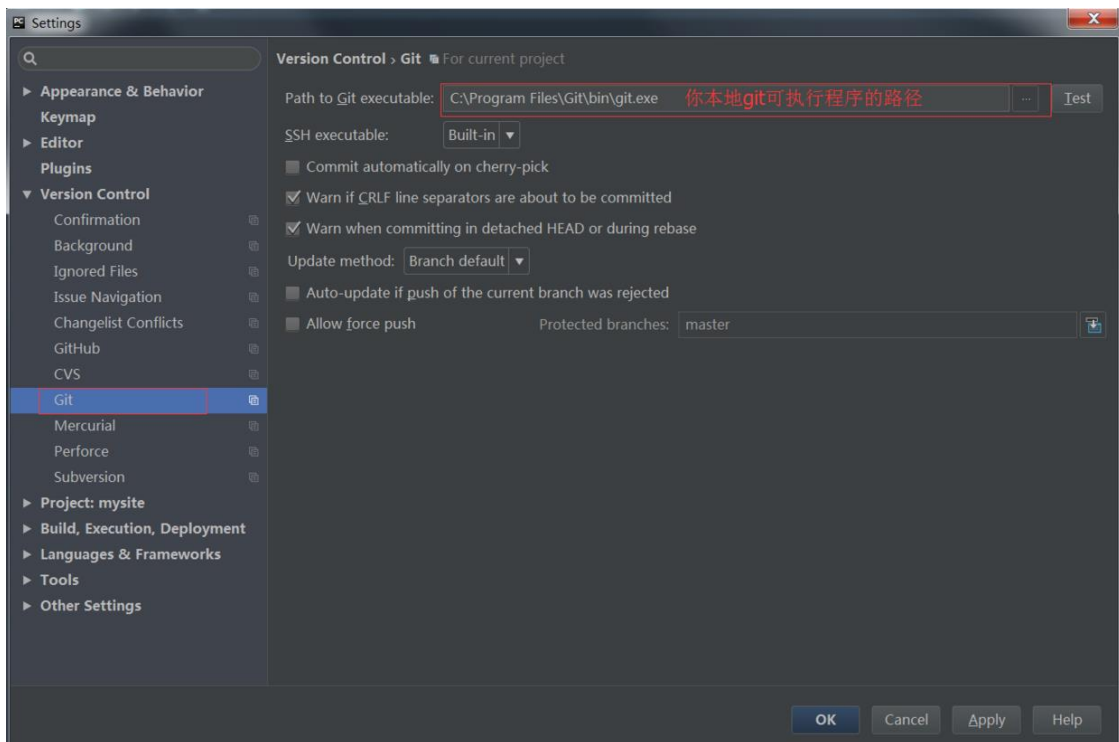 Settings
Version Control › Git For current project
Appearance & Behavior
Keymap
Editor
Plugins
Version Control
Confirmation
Background
Ignored Files
Issue Navigation
Changelist Conflicts
GitHub
CVS
Git
Mercurial
Perforce
Subversion
Project: mysite
Build, Execution, Deployment
Languages & Frameworks
Tools
Other Settings
Path to Git executable: C:\Program Files\Git\bin\git.exe 你本地git可执行程序的路径 ... Test
SSH executable: Built-in
Commit automatically on cherry-pick
Warn if CRLF line separators are about to be committed
Warn when committing in detached HEAD or during rebase
Update method: Branch default
Auto-update if push of the current branch was rejected
Allow force push Protected branches: master
OK Cancel Apply Help